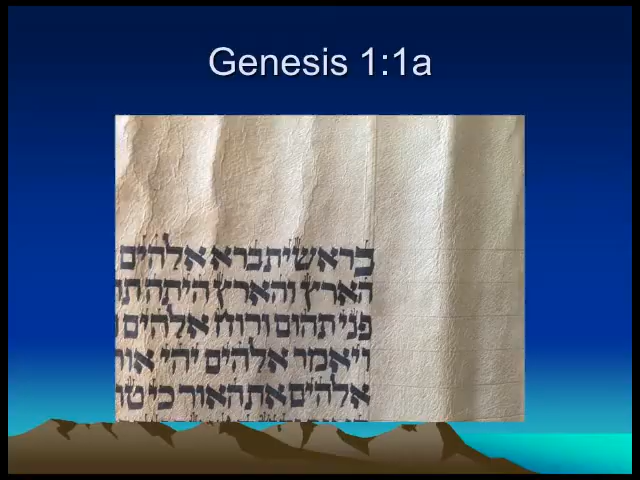 Genesis 1:1a
בראשית ברא אלהים
הארץ והארץ היתה
פני תהום ורוח אלהים
ויאמר אלהים יהי אור
אלהים את האור כי טו